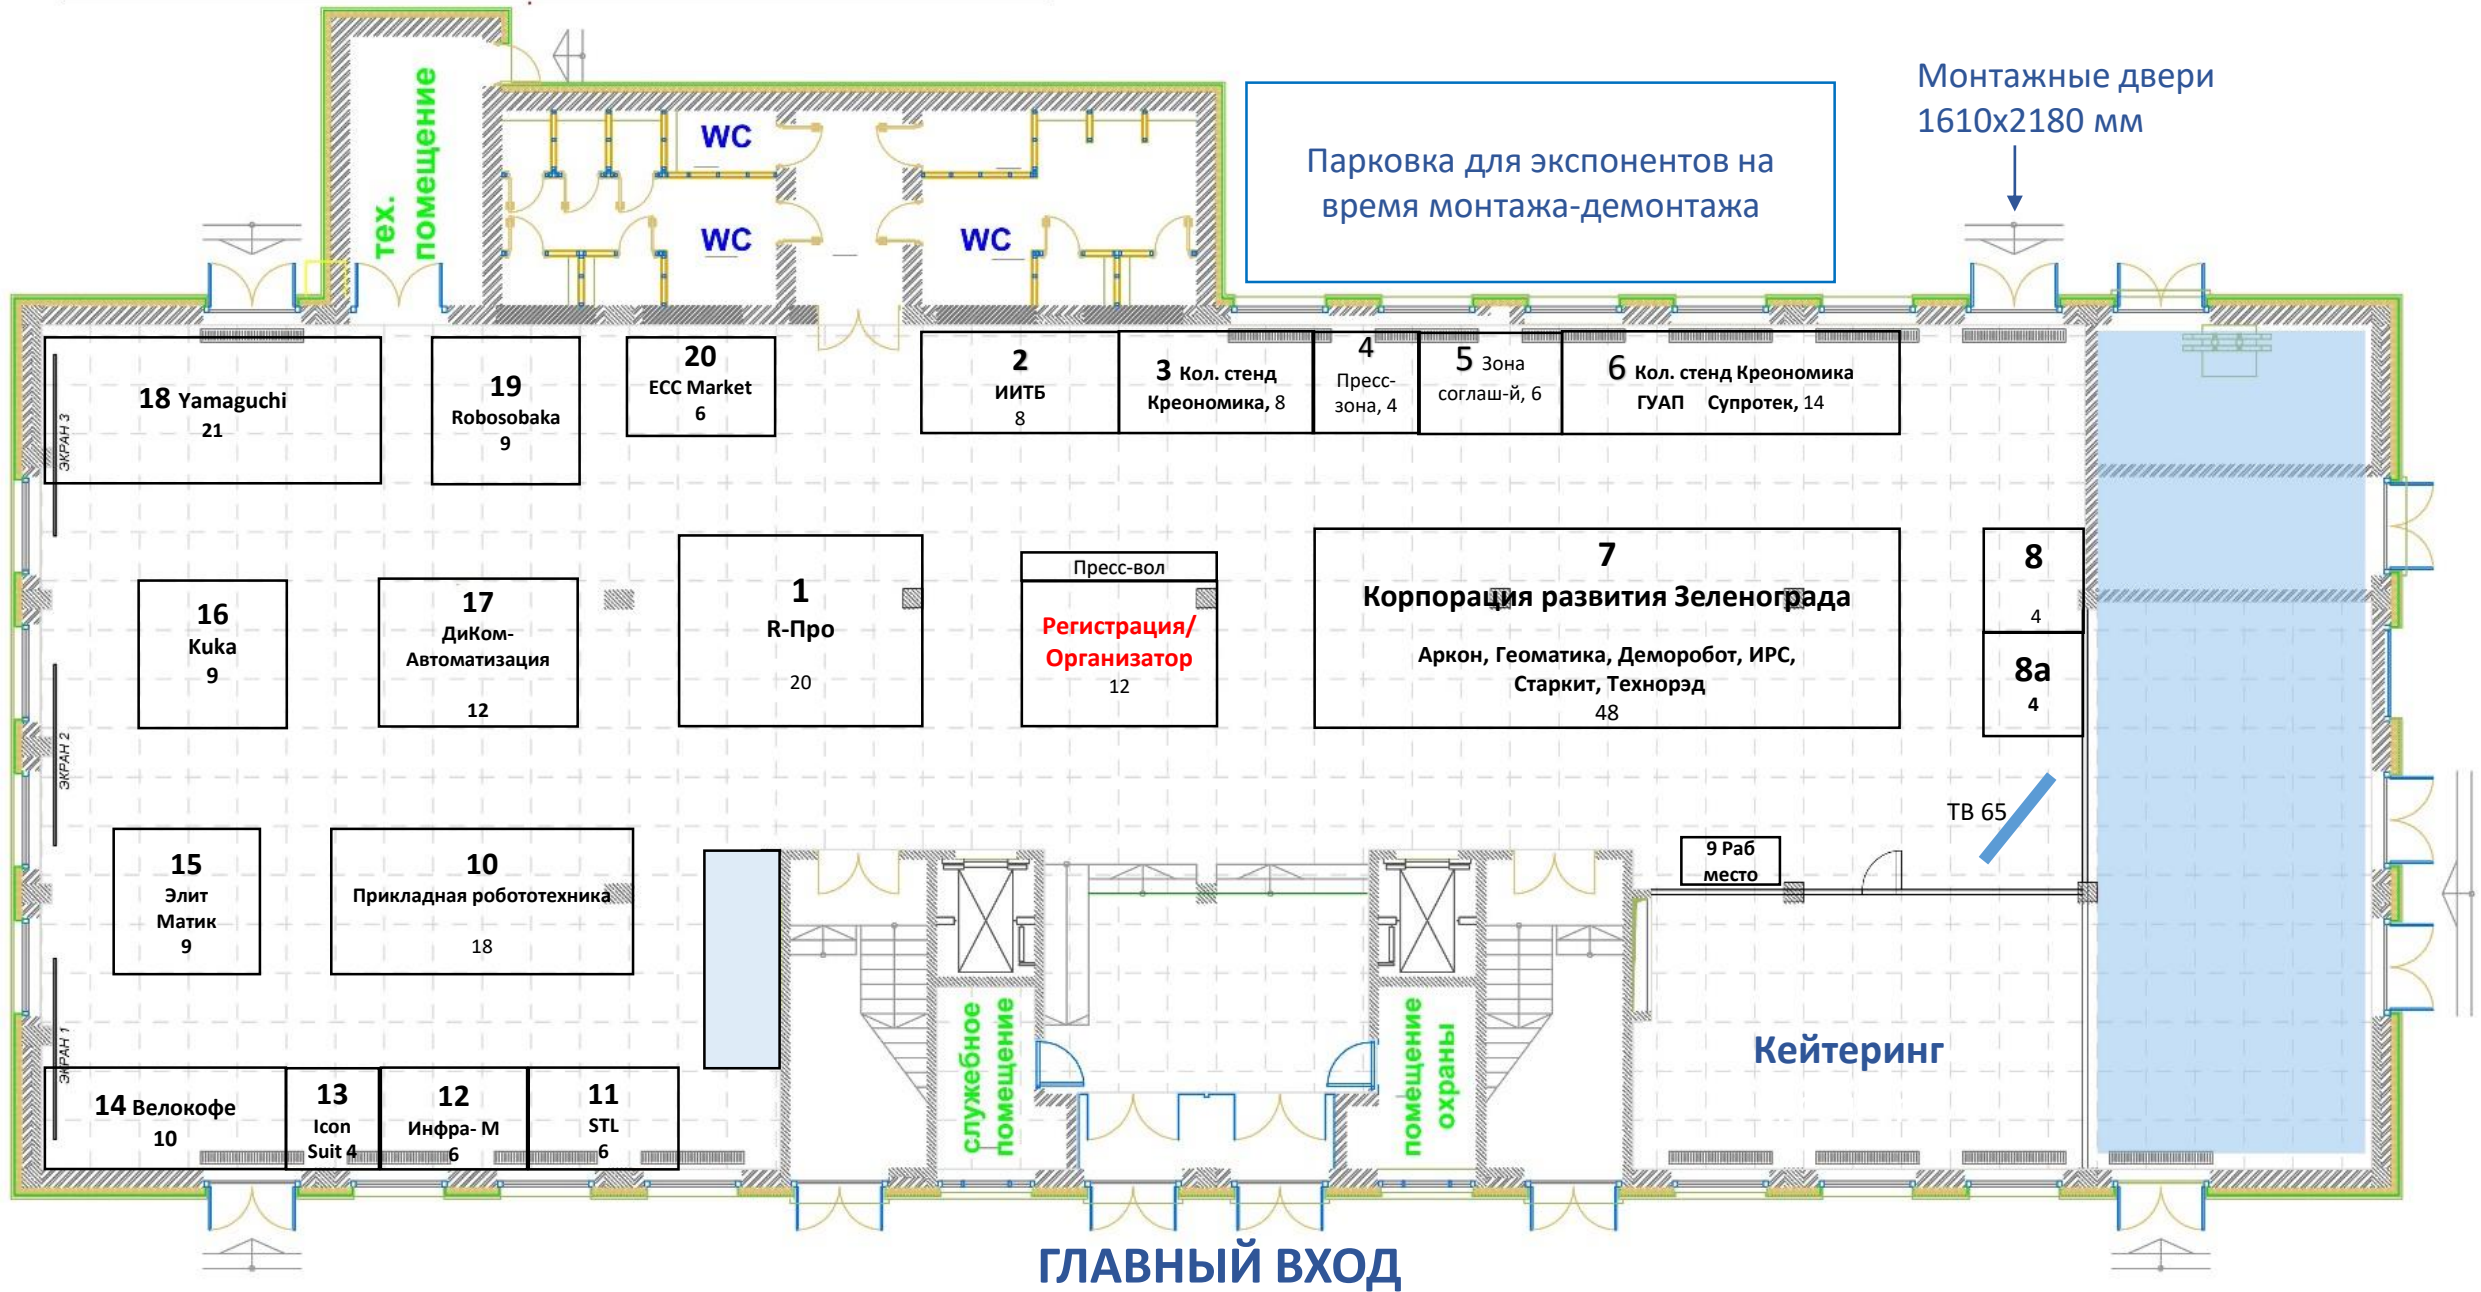 Монтажные двери
1610х2180 мм
Парковка для экспонентов на
время монтажа-демонтажа
тех.
помещение
WC
WC
WC
18 Yamaguchi
21
19
Robosobaka
9
20
ECC Market
6
2
ИИТБ
8
3 Кол. стенд
Креономика, 8
4
Пресс-
зона, 4
5 Зона
соглаш-й, 6
6 Кол. стенд Креономика
ГУАП Супротек, 14
ЭКРАН 3
16
Kuka
9
17
ДиКом-
Автоматизация
12
1
R-Про
20
Пресс-вол
Регистрация/
Организатор
12
7
Корпорация развития Зеленограда
Аркон, Геоматика, Деморобот, ИРС,
Старкит, Технорэд
48
8
4
8а
4
ЭКРАН 2
ТВ 65
15
Элит
Матик
9
10
Прикладная робототехника
18
9 Раб
место
ЭКРАН 1
14 Велокофе
10
13
Icon
Suit 4
12
Инфра- М
6
11
STL
6
служебное
помещение
помещение
охраны
Кейтеринг
ГЛАВНЫЙ ВХОД